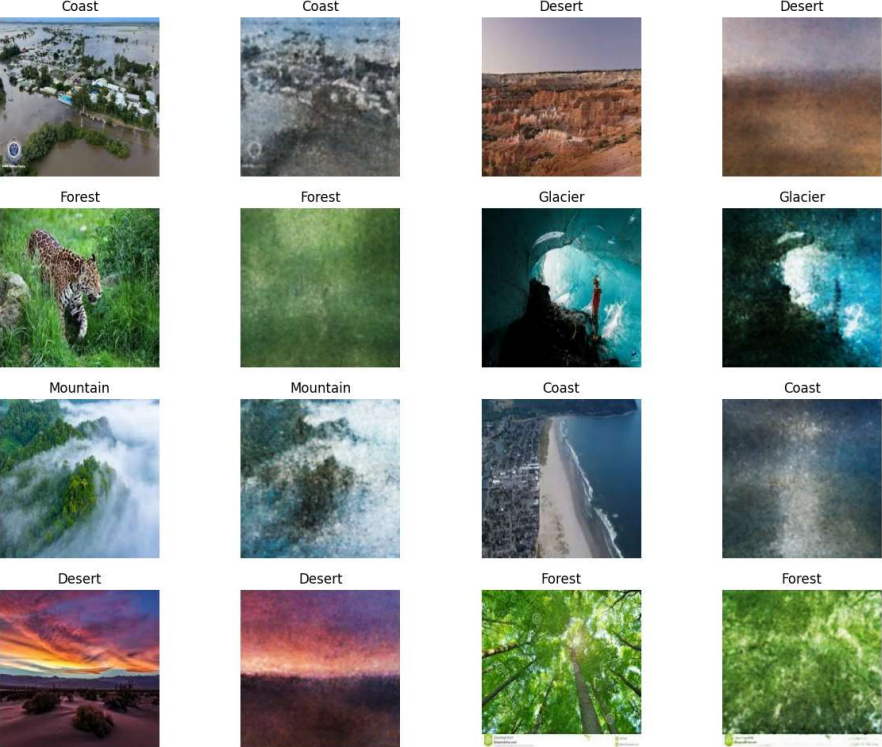 Coast Coast Desert Desert
Forest Forest Glacier Glacier
Mountain Mountain Coast Coast
Desert Desert Forest Forest